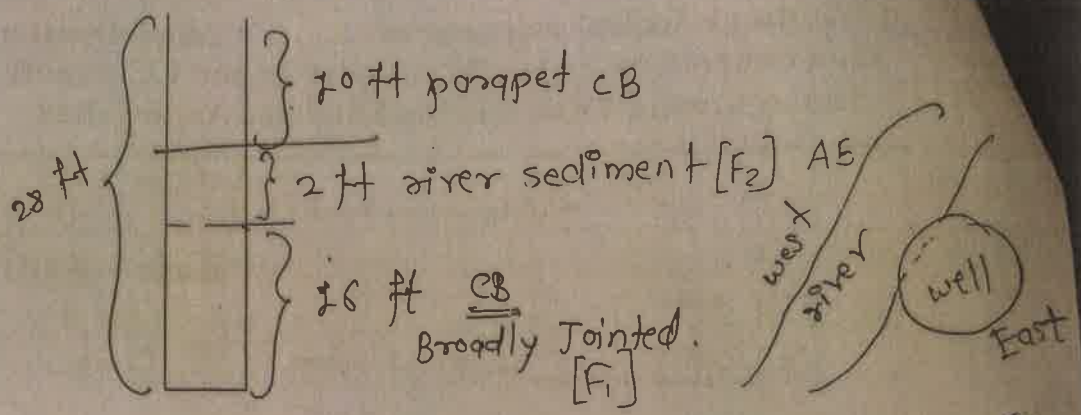 28 ft
10 ft parapet CB
2 ft river sediment [F2] AE
16 ft CB
Broadly Jointed.
[F1]
west
river
well
East